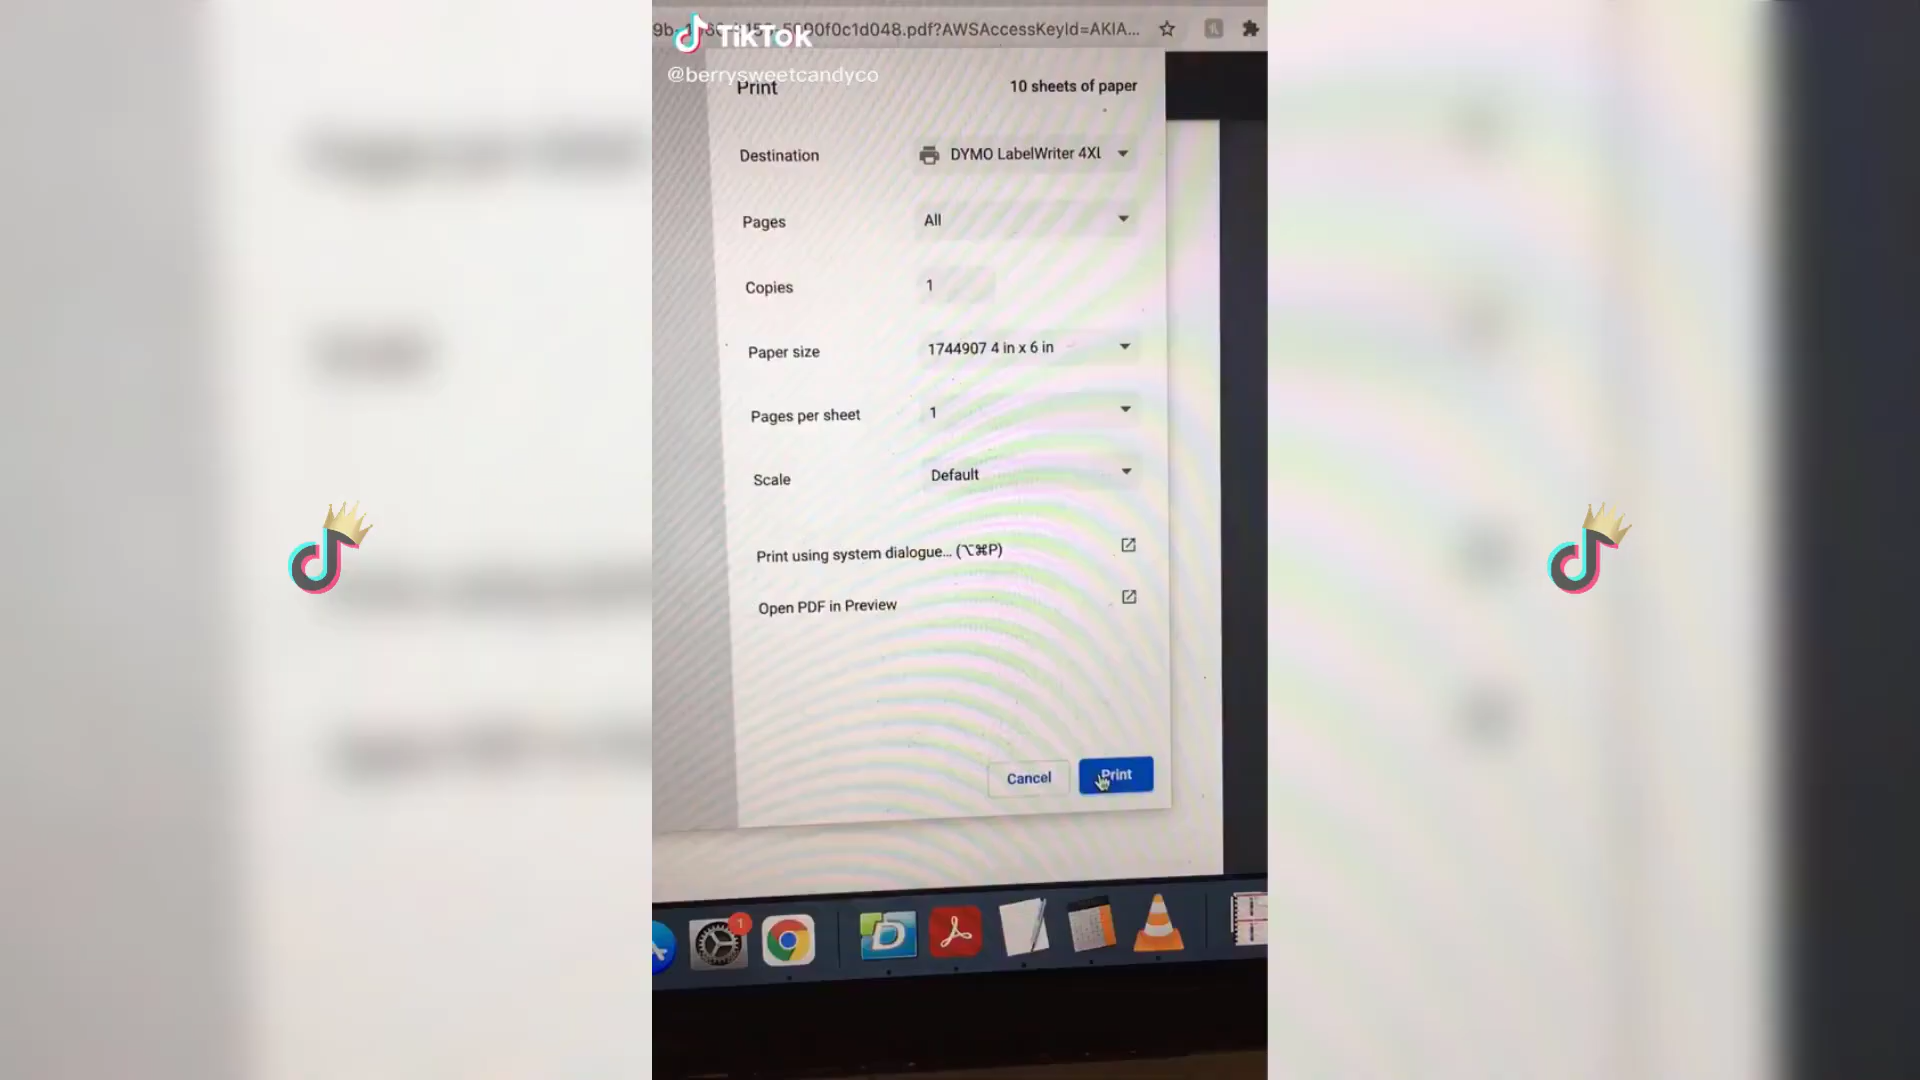 5090f0c1d048.pdf?AWSAccessKeyId=AKIA...
TikTok
@berrysweetcandyco
Print
10 sheets of paper
Destination
DYMO LabelWriter 4XL
Pages
All
Copies
1
Paper size
1744907 4 in x 6 in
Pages per sheet
1
Scale
Default
Print using system dialogue... (⌥⌘P)
Open PDF in Preview
Cancel
Print
1